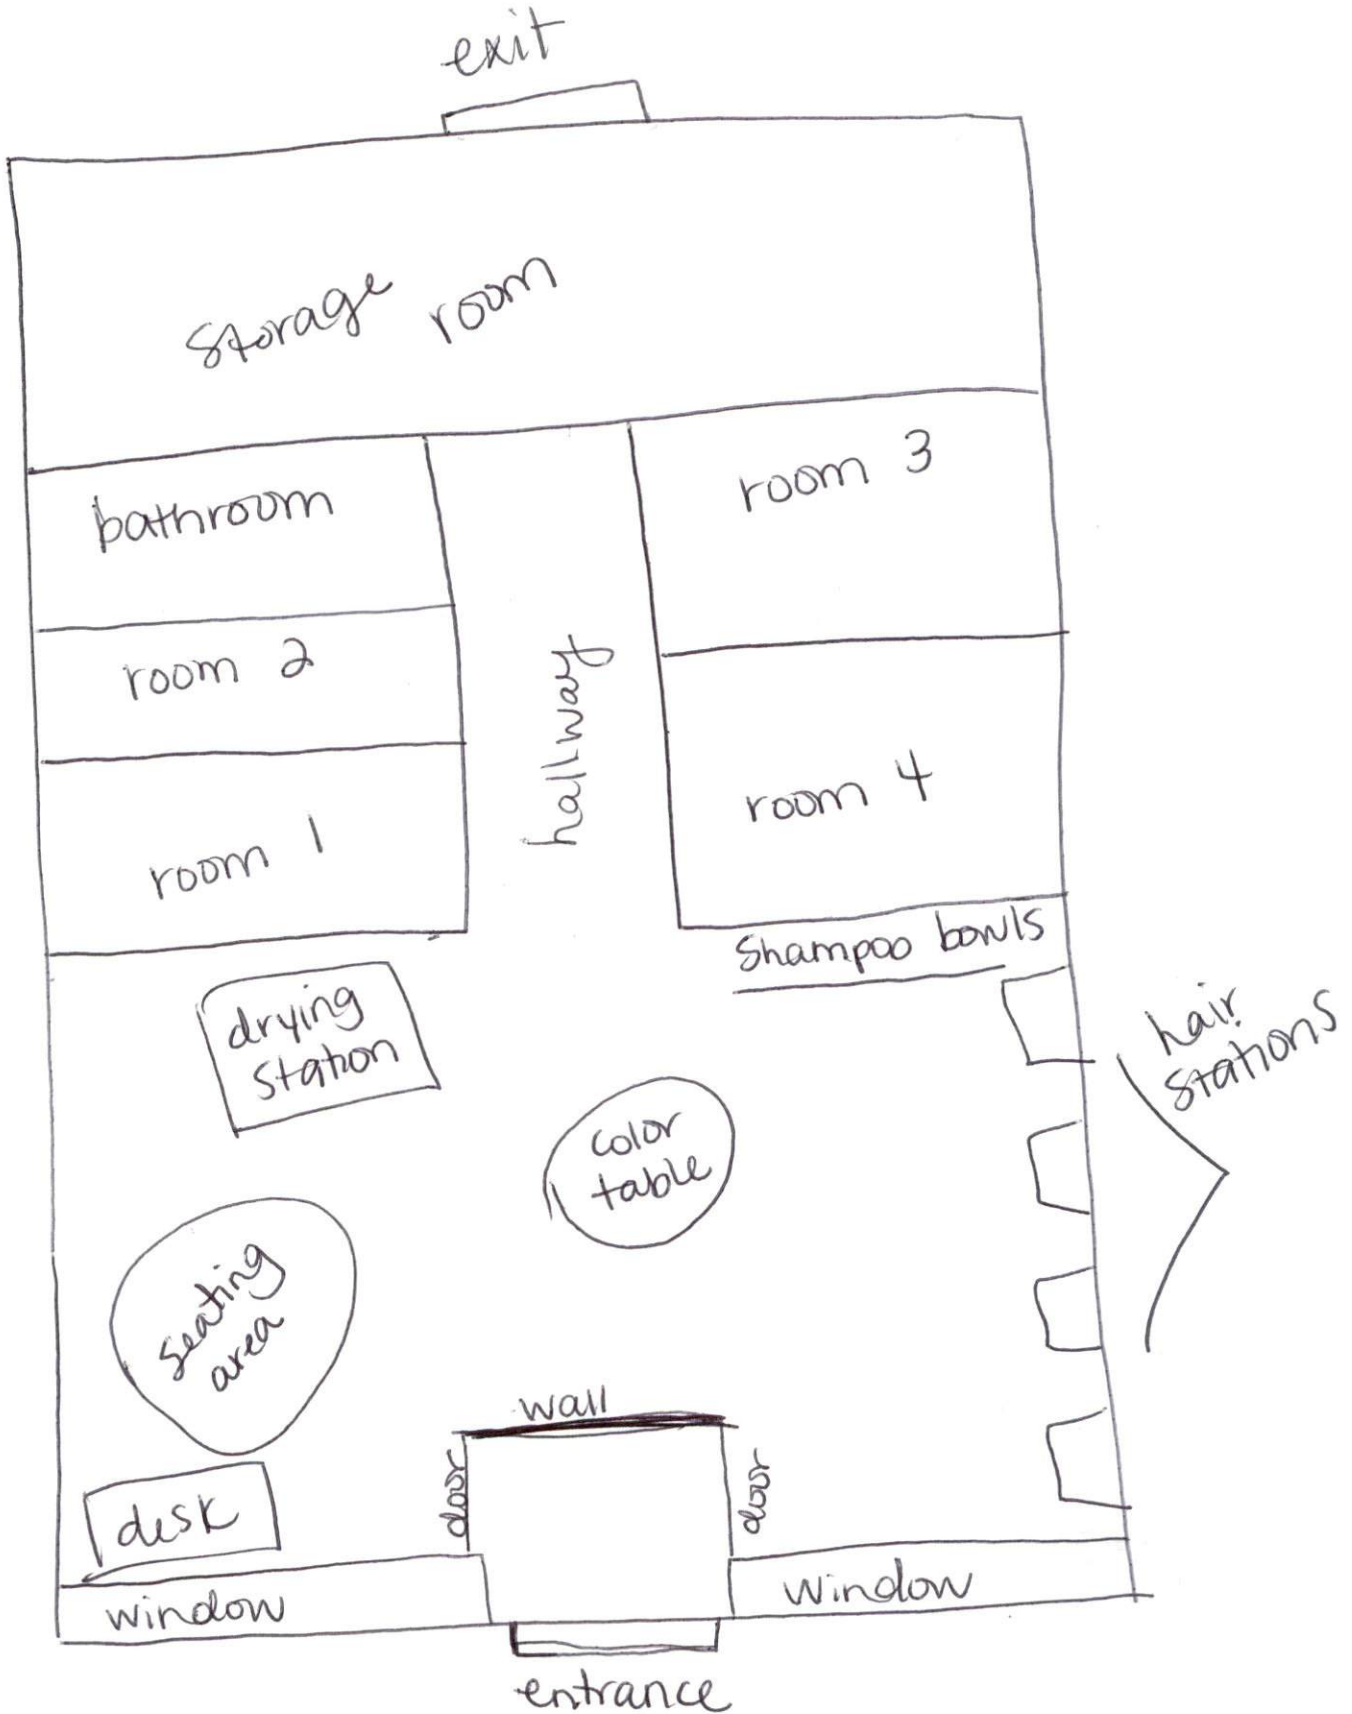 exit
storage room
bathroom
room 3
room 2
hallway
room 4
room 1
shampoo bowls
drying
station
hair
stations
color
table
seating
area
wall
door
door
desk
window
window
entrance